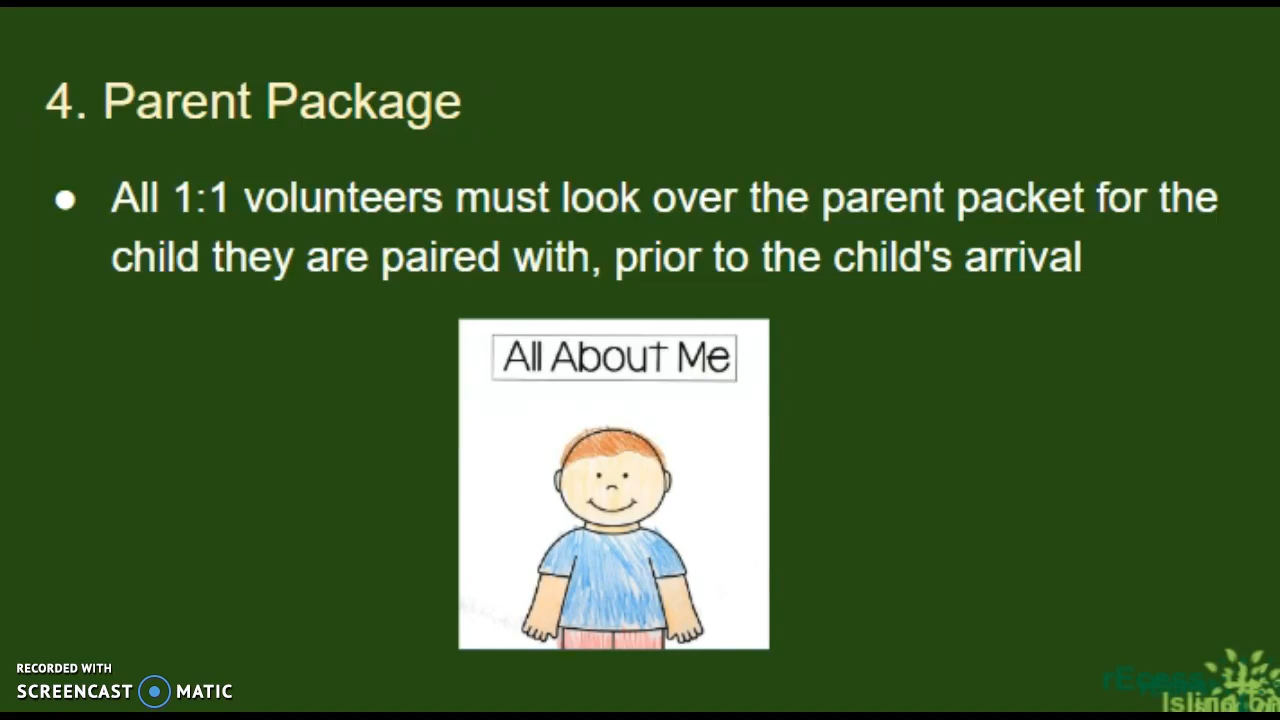 4. Parent Package
● All 1:1 volunteers must look over the parent packet for the
child they are paired with, prior to the child's arrival
All About Me
RECORDED WITH
SCREENCAST MATIC